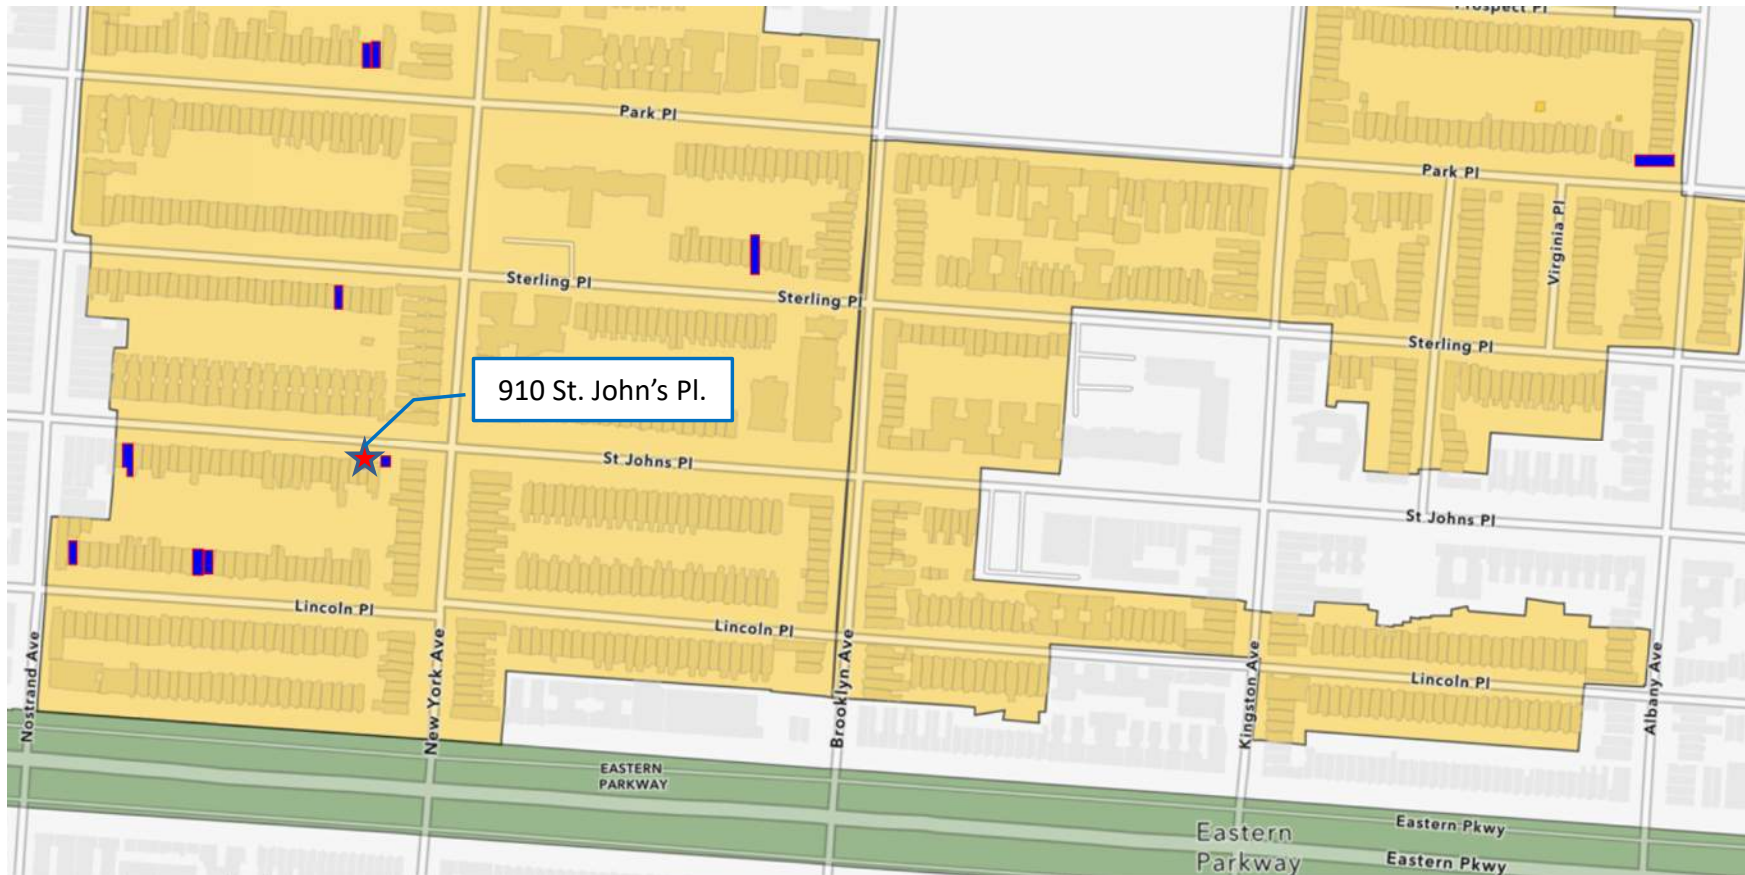 Prospect Pl
Park Pl
Park Pl
Virginia Pl
Sterling Pl
Sterling Pl
Sterling Pl
910 St. John’s Pl.
St Johns Pl
St Johns Pl
Lincoln Pl
Lincoln Pl
Lincoln Pl
Nostrand Ave
New York Ave
Brooklyn Ave
Kingston Ave
Albany Ave
EASTERN
PARKWAY
Eastern
Parkway
Eastern Pkwy
Eastern Pkwy